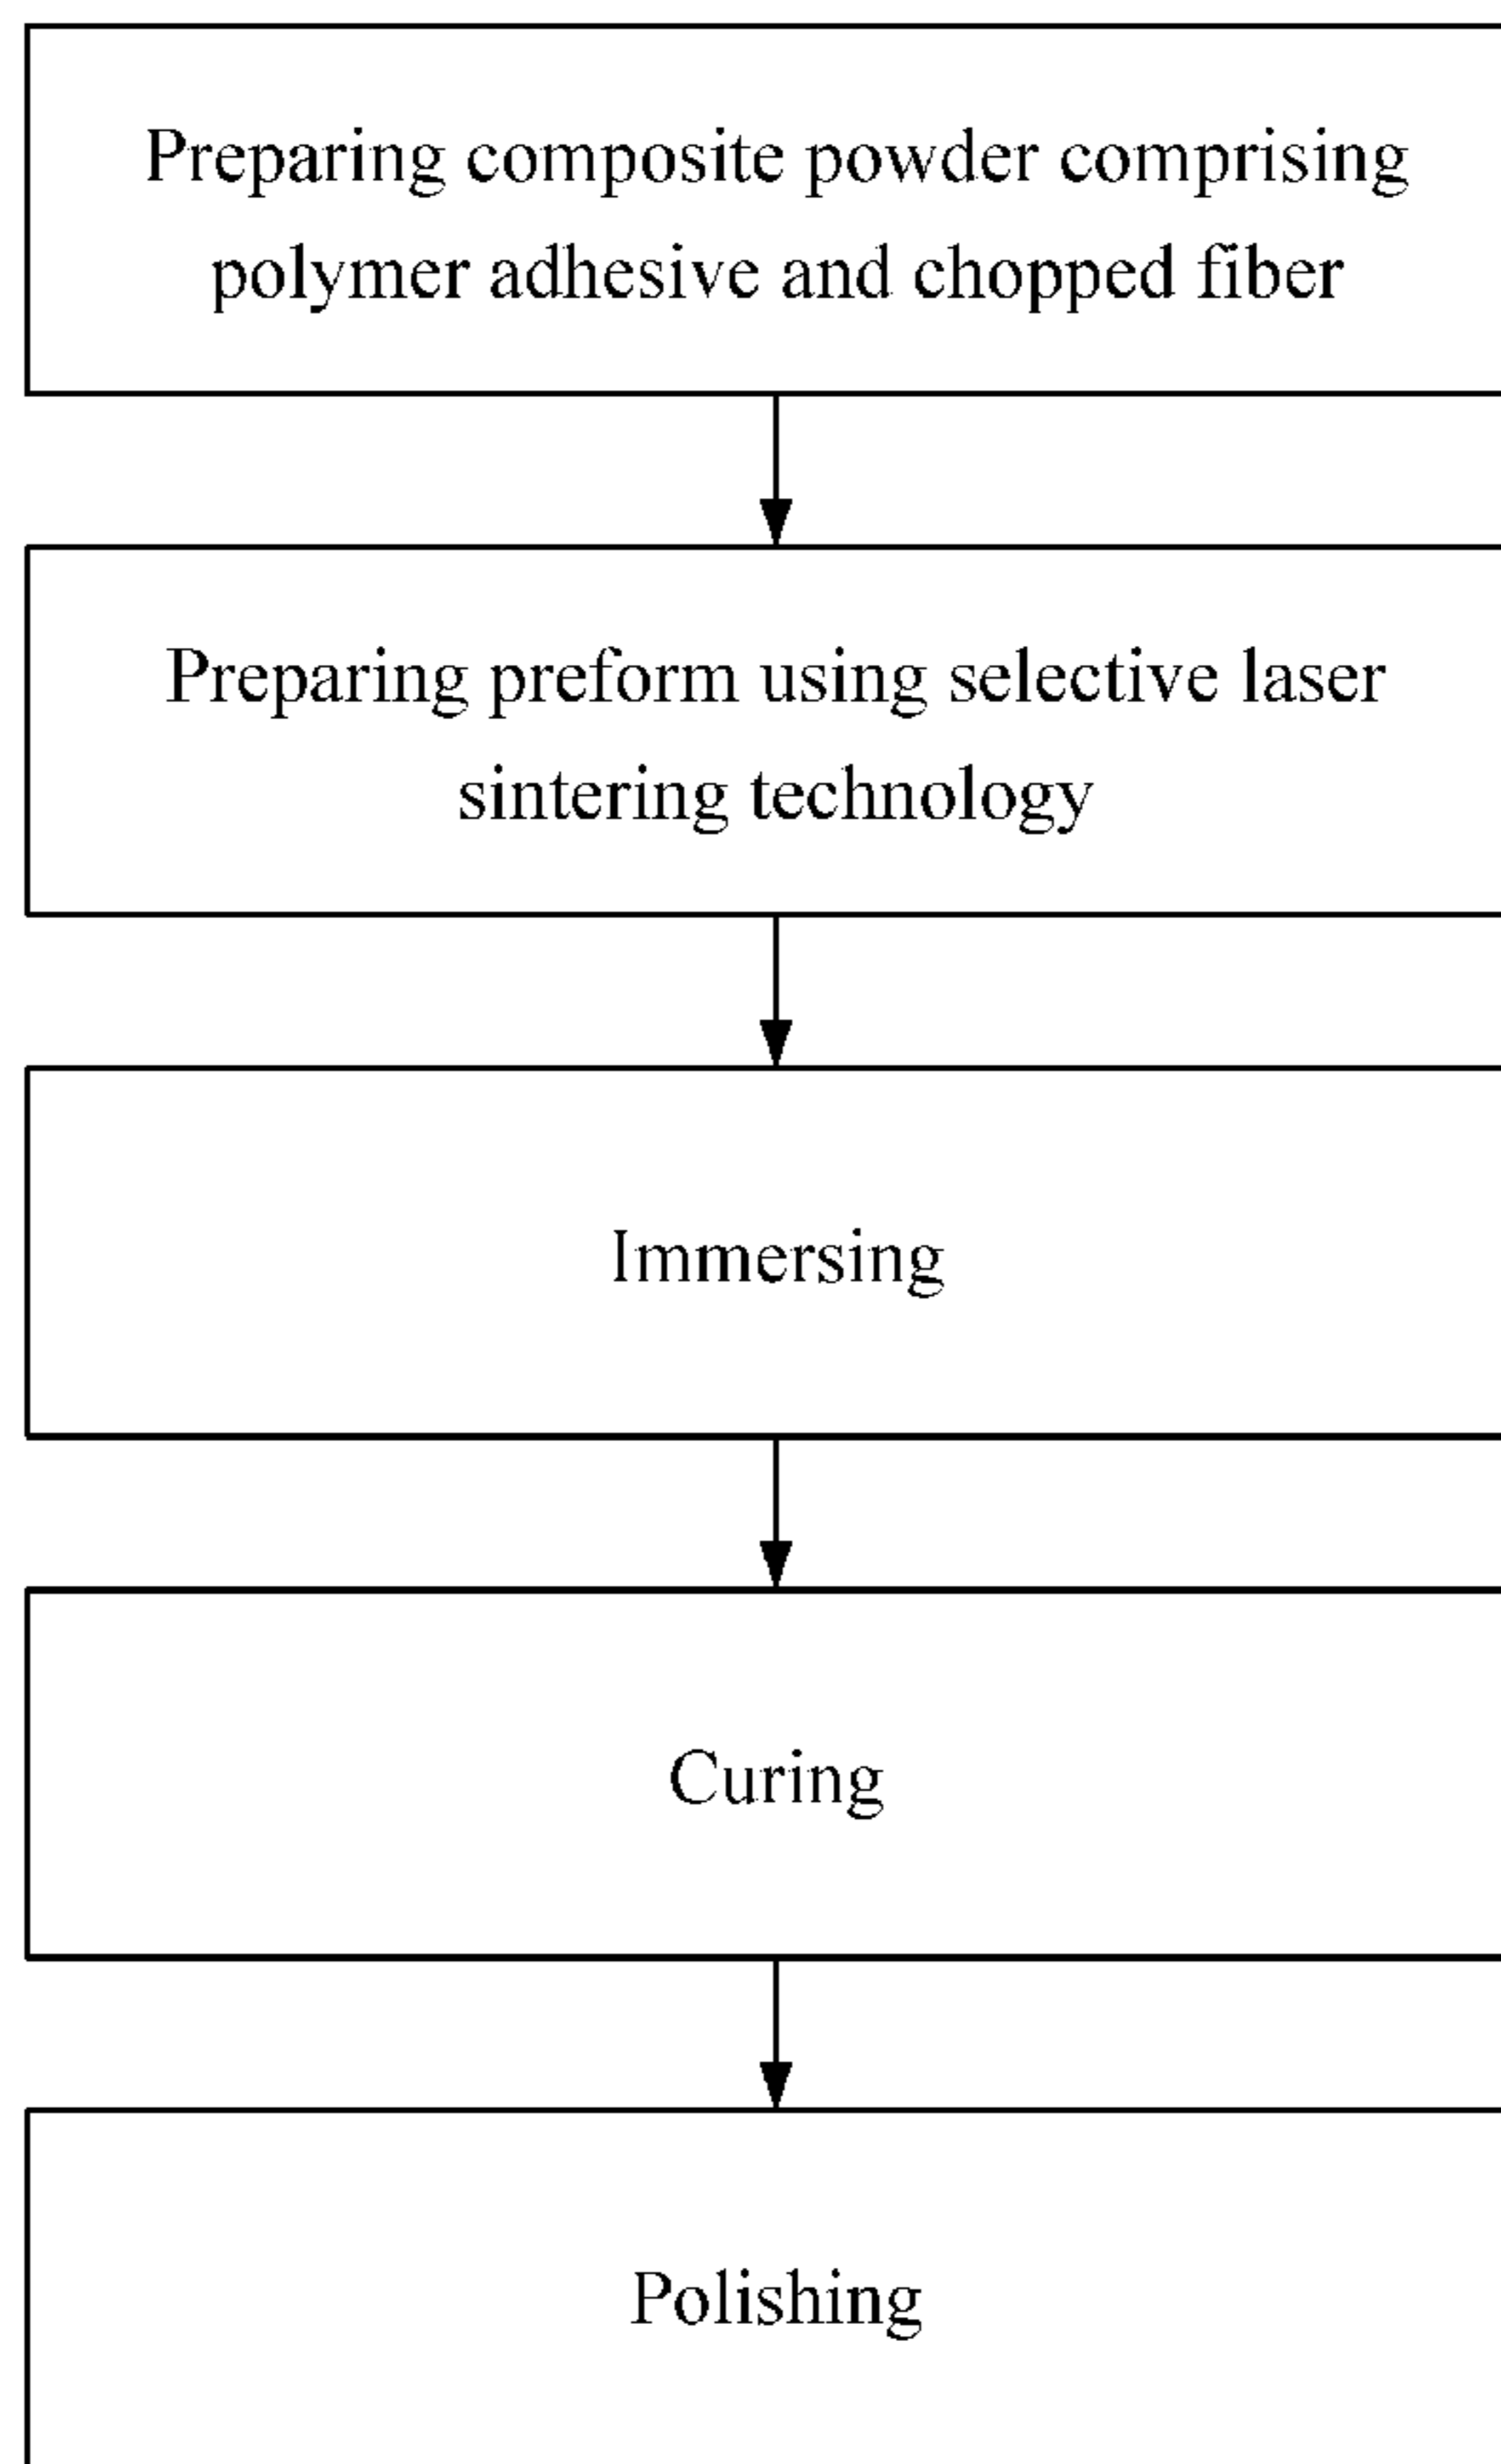 Preparing composite powder comprising
polymer adhesive and chopped fiber
Preparing preform using selective laser
sintering technology
Immersing
Curing
Polishing